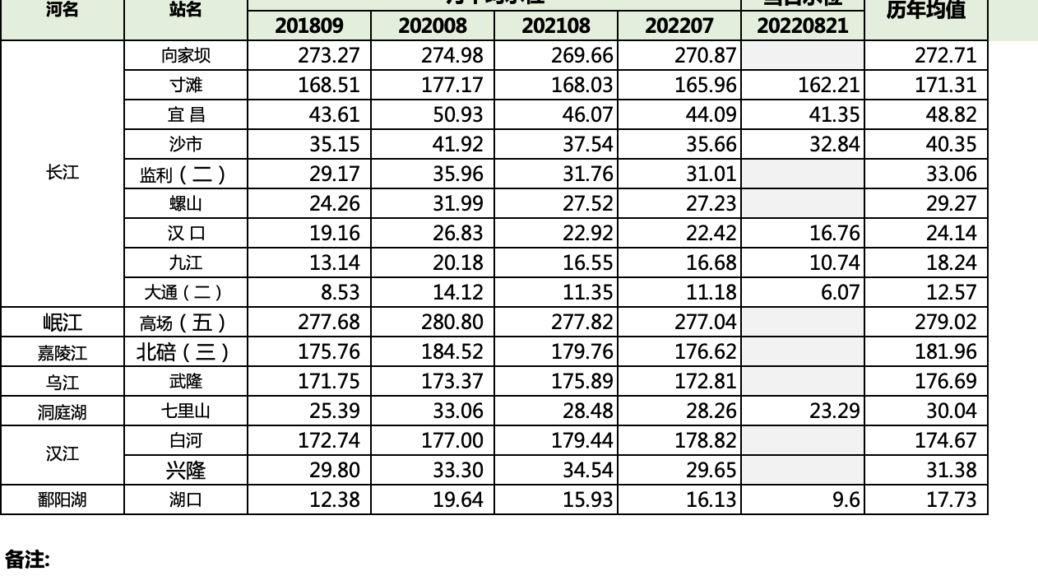 河名 站名 历年均值
201809 202008 202108 202207 20220821
向家坝 273.27 274.98 269.66 270.87 272.71
寸滩 168.51 177.17 168.03 165.96 162.21 171.31
宜 昌 43.61 50.93 46.07 44.09 41.35 48.82
沙市 35.15 41.92 37.54 35.66 32.84 40.35
长江 监利（二） 29.17 35.96 31.76 31.01 33.06
螺山 24.26 31.99 27.52 27.23 29.27
汉 口 19.16 26.83 22.92 22.42 16.76 24.14
九江 13.14 20.18 16.55 16.68 10.74 18.24
大通（二） 8.53 14.12 11.35 11.18 6.07 12.57
岷江 高场（五） 277.68 280.80 277.82 277.04 279.02
嘉陵江 北碚（三） 175.76 184.52 179.76 176.62 181.96
乌江 武隆 171.75 173.37 175.89 172.81 176.69
洞庭湖 七里山 25.39 33.06 28.48 28.26 23.29 30.04
汉江 白河 172.74 177.00 179.44 178.82 174.67
兴隆 29.80 33.30 34.54 29.65 31.38
鄱阳湖 湖口 12.38 19.64 15.93 16.13 9.6 17.73
备注: